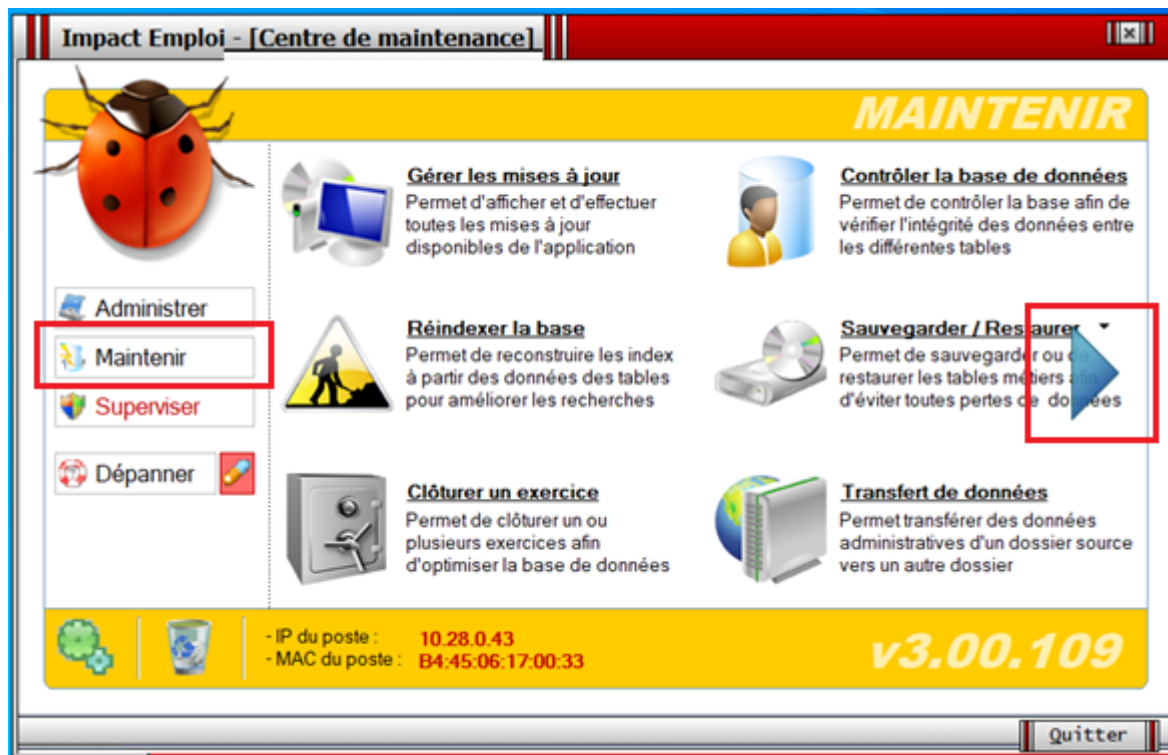 Impact Emploi - [Centre de maintenance]
MAINTENIR
Gérer les mises à jour
Permet d'afficher et d'effectuer
toutes les mises à jour
disponibles de l'application
Contrôler la base de données
Permet de contrôler la base afin de
vérifier l'intégrité des données entre
les différentes tables
Administrer
Maintenir
Superviser
Dépanner
Réindexer la base
Permet de reconstruire les index
à partir des données des tables
pour améliorer les recherches
Sauvegarder / Restaurer
Permet de sauvegarder ou de
restaurer les tables métiers afin
d'éviter toutes pertes de données
Clôturer un exercice
Permet de clôturer un ou
plusieurs exercices afin
d'optimiser la base de données
Transfert de données
Permet transférer des données
administratives d'un dossier source
vers un autre dossier
- IP du poste : 10.28.0.43
- MAC du poste : B4:45:06:17:00:33
v3.00.109
Quitter